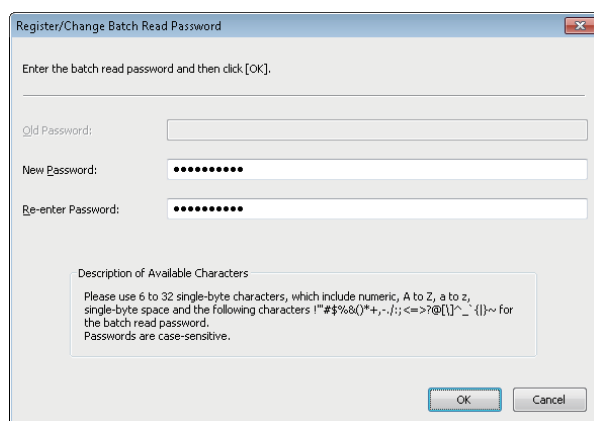 Register/Change Batch Read Password
Enter the batch read password and then click [OK].
Old Password:
New Password: ●●●●●●●●●●
Re-enter Password: ●●●●●●●●●●
Description of Available Characters
Please use 6 to 32 single-byte characters, which include numeric, A to Z, a to z,
single-byte space and the following characters !"'#$%&()*+,-./:;<=>?@[\]^_`{|}~ for
the batch read password.
Passwords are case-sensitive.
OK Cancel